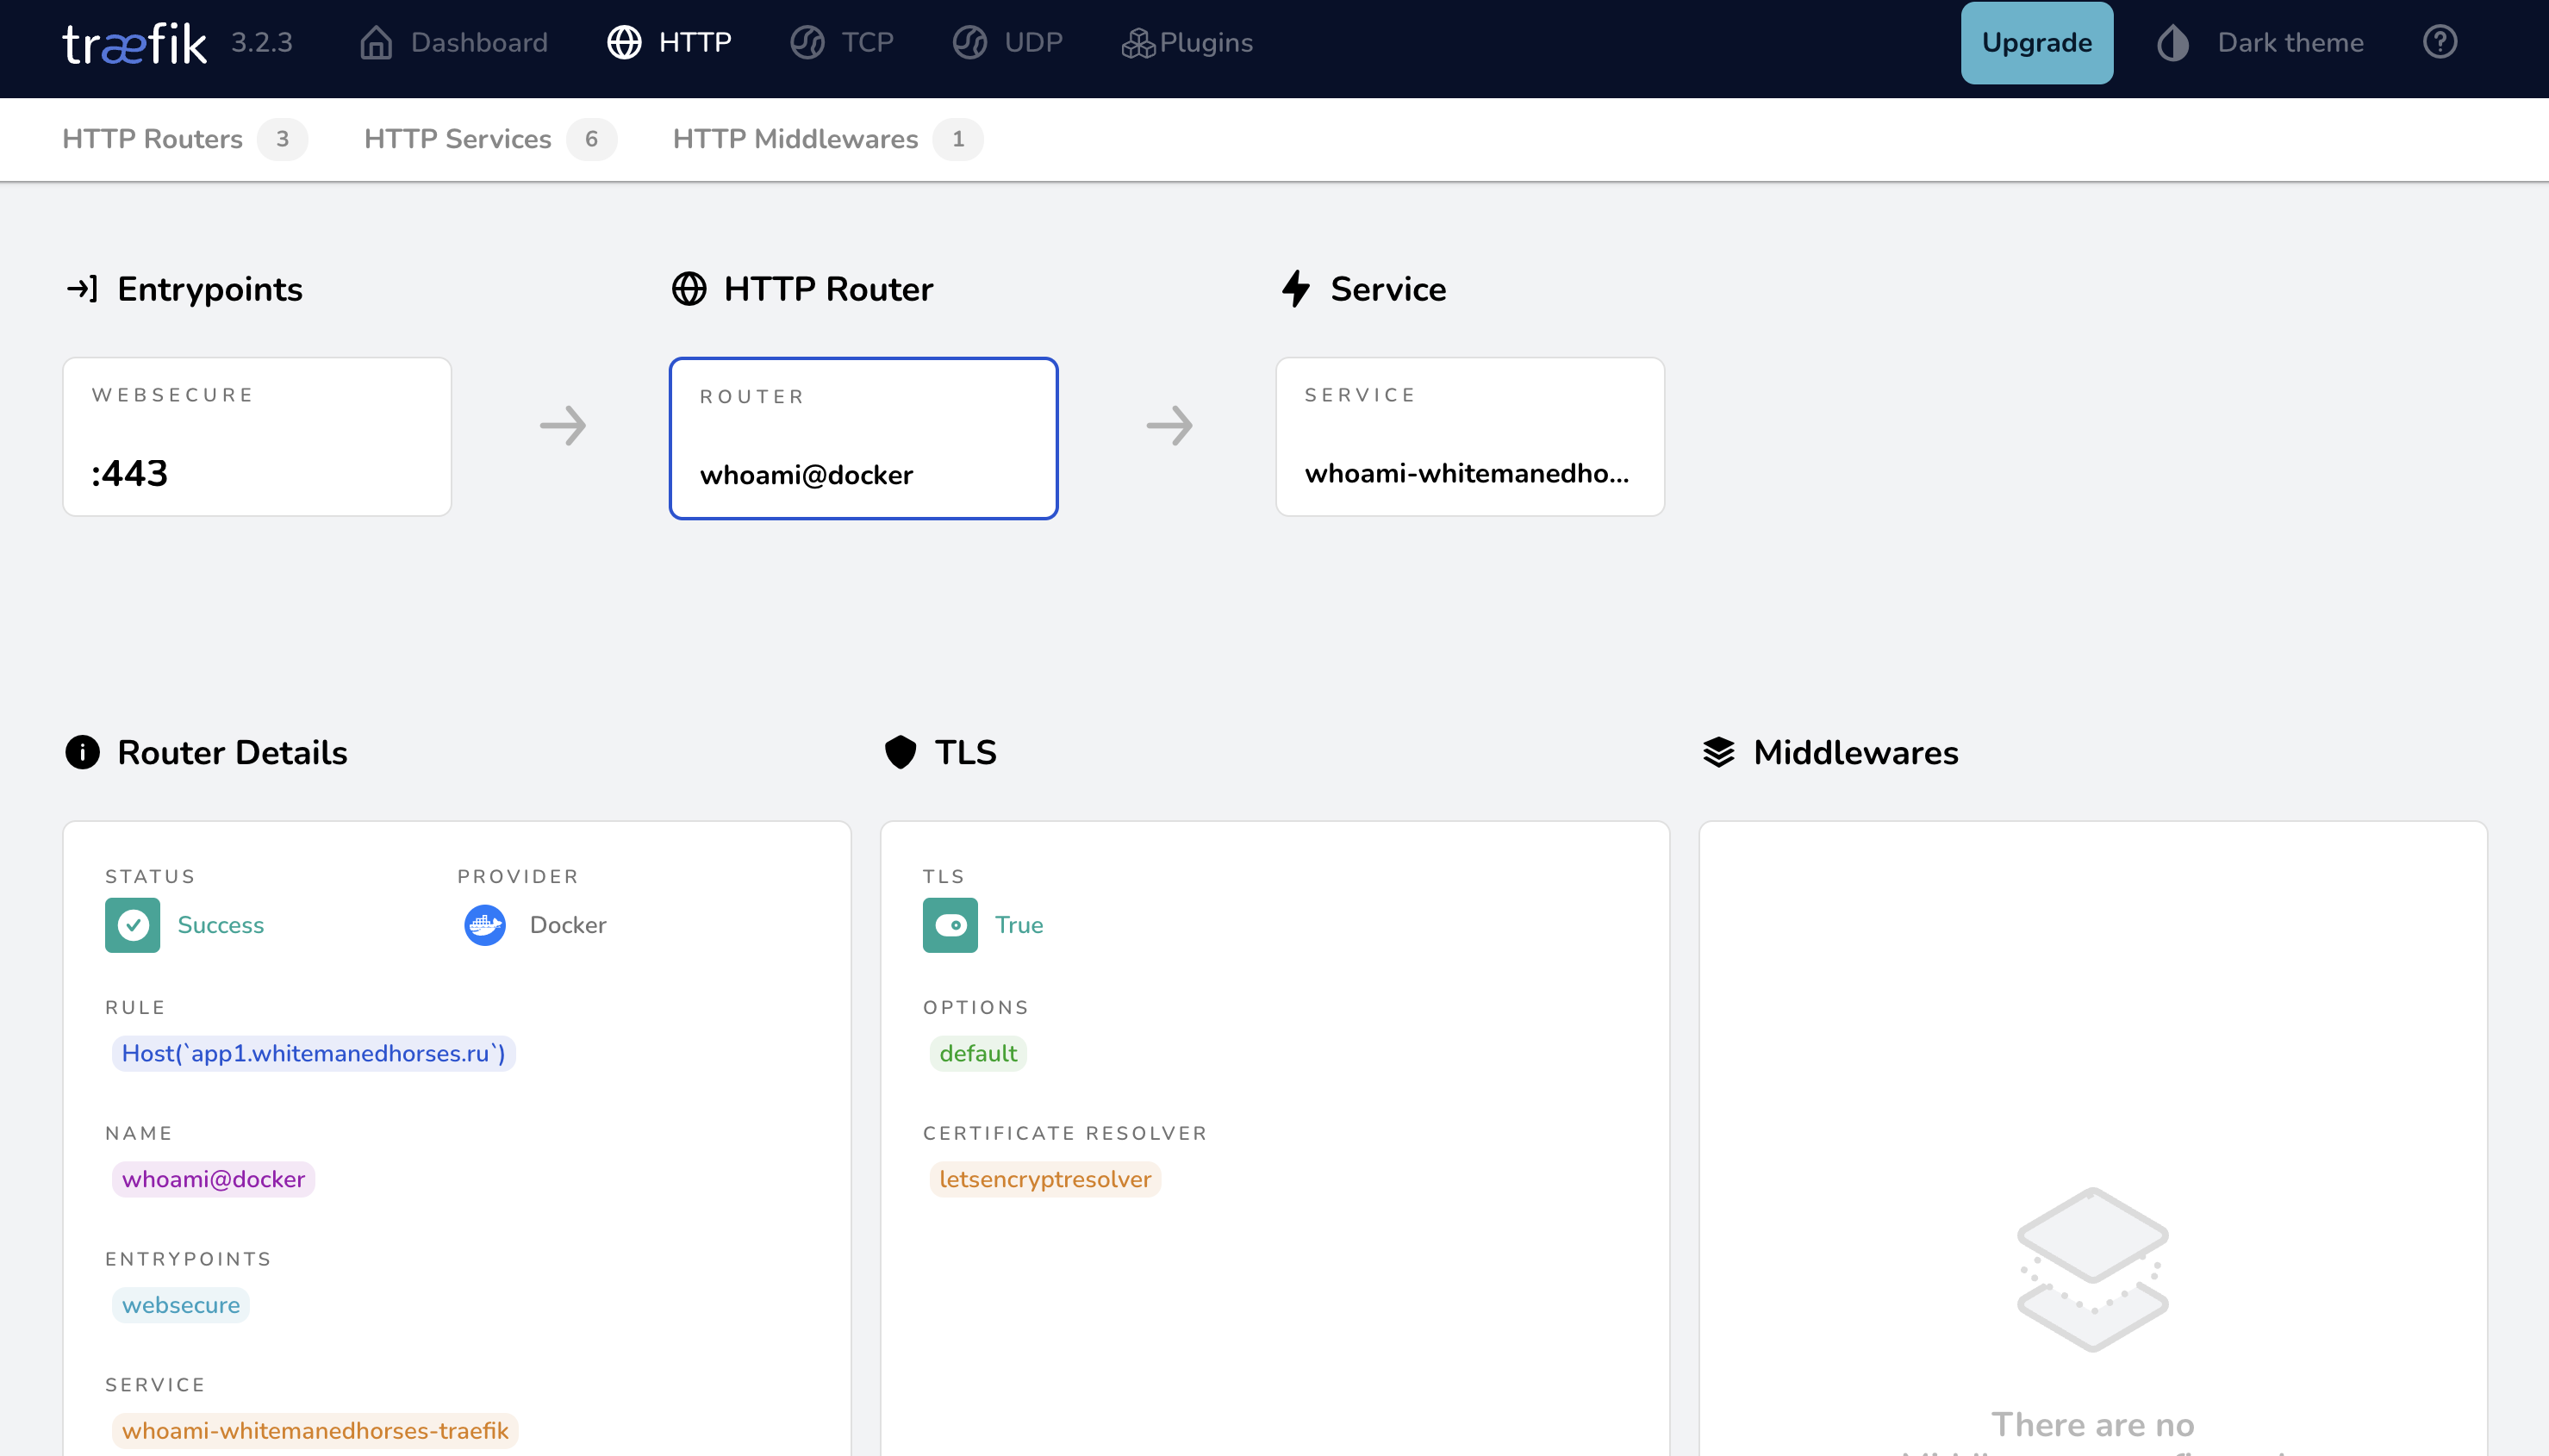 træfik 3.2.3 Dashboard HTTP TCP UDP Plugins Upgrade Dark theme
HTTP Routers 3 HTTP Services 6 HTTP Middlewares 1
Entrypoints HTTP Router Service
WEBSECURE ROUTER SERVICE
:443 whoami@docker whoami-whitemanedho...
Router Details TLS Middlewares
STATUS PROVIDER TLS
Success Docker True
RULE OPTIONS
Host(`app1.whitemanedhorses.ru`) default
NAME CERTIFICATE RESOLVER
whoami@docker letsencryptresolver
ENTRYPOINTS
websecure
SERVICE
whoami-whitemanedhorses-traefik
There are no